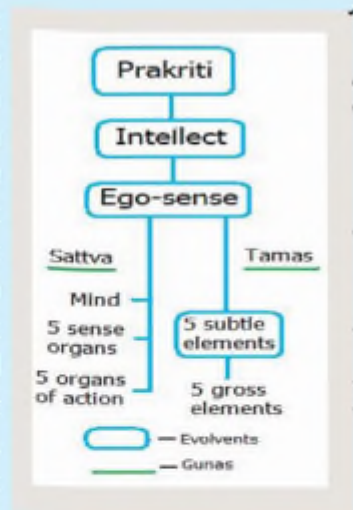 Prakriti
Intellect
Ego-sense
Sattva
Tamas
Mind
5 sense
organs
5 organs
of action
5 subtle
elements
5 gross
elements
— Evolvents
— Gunas